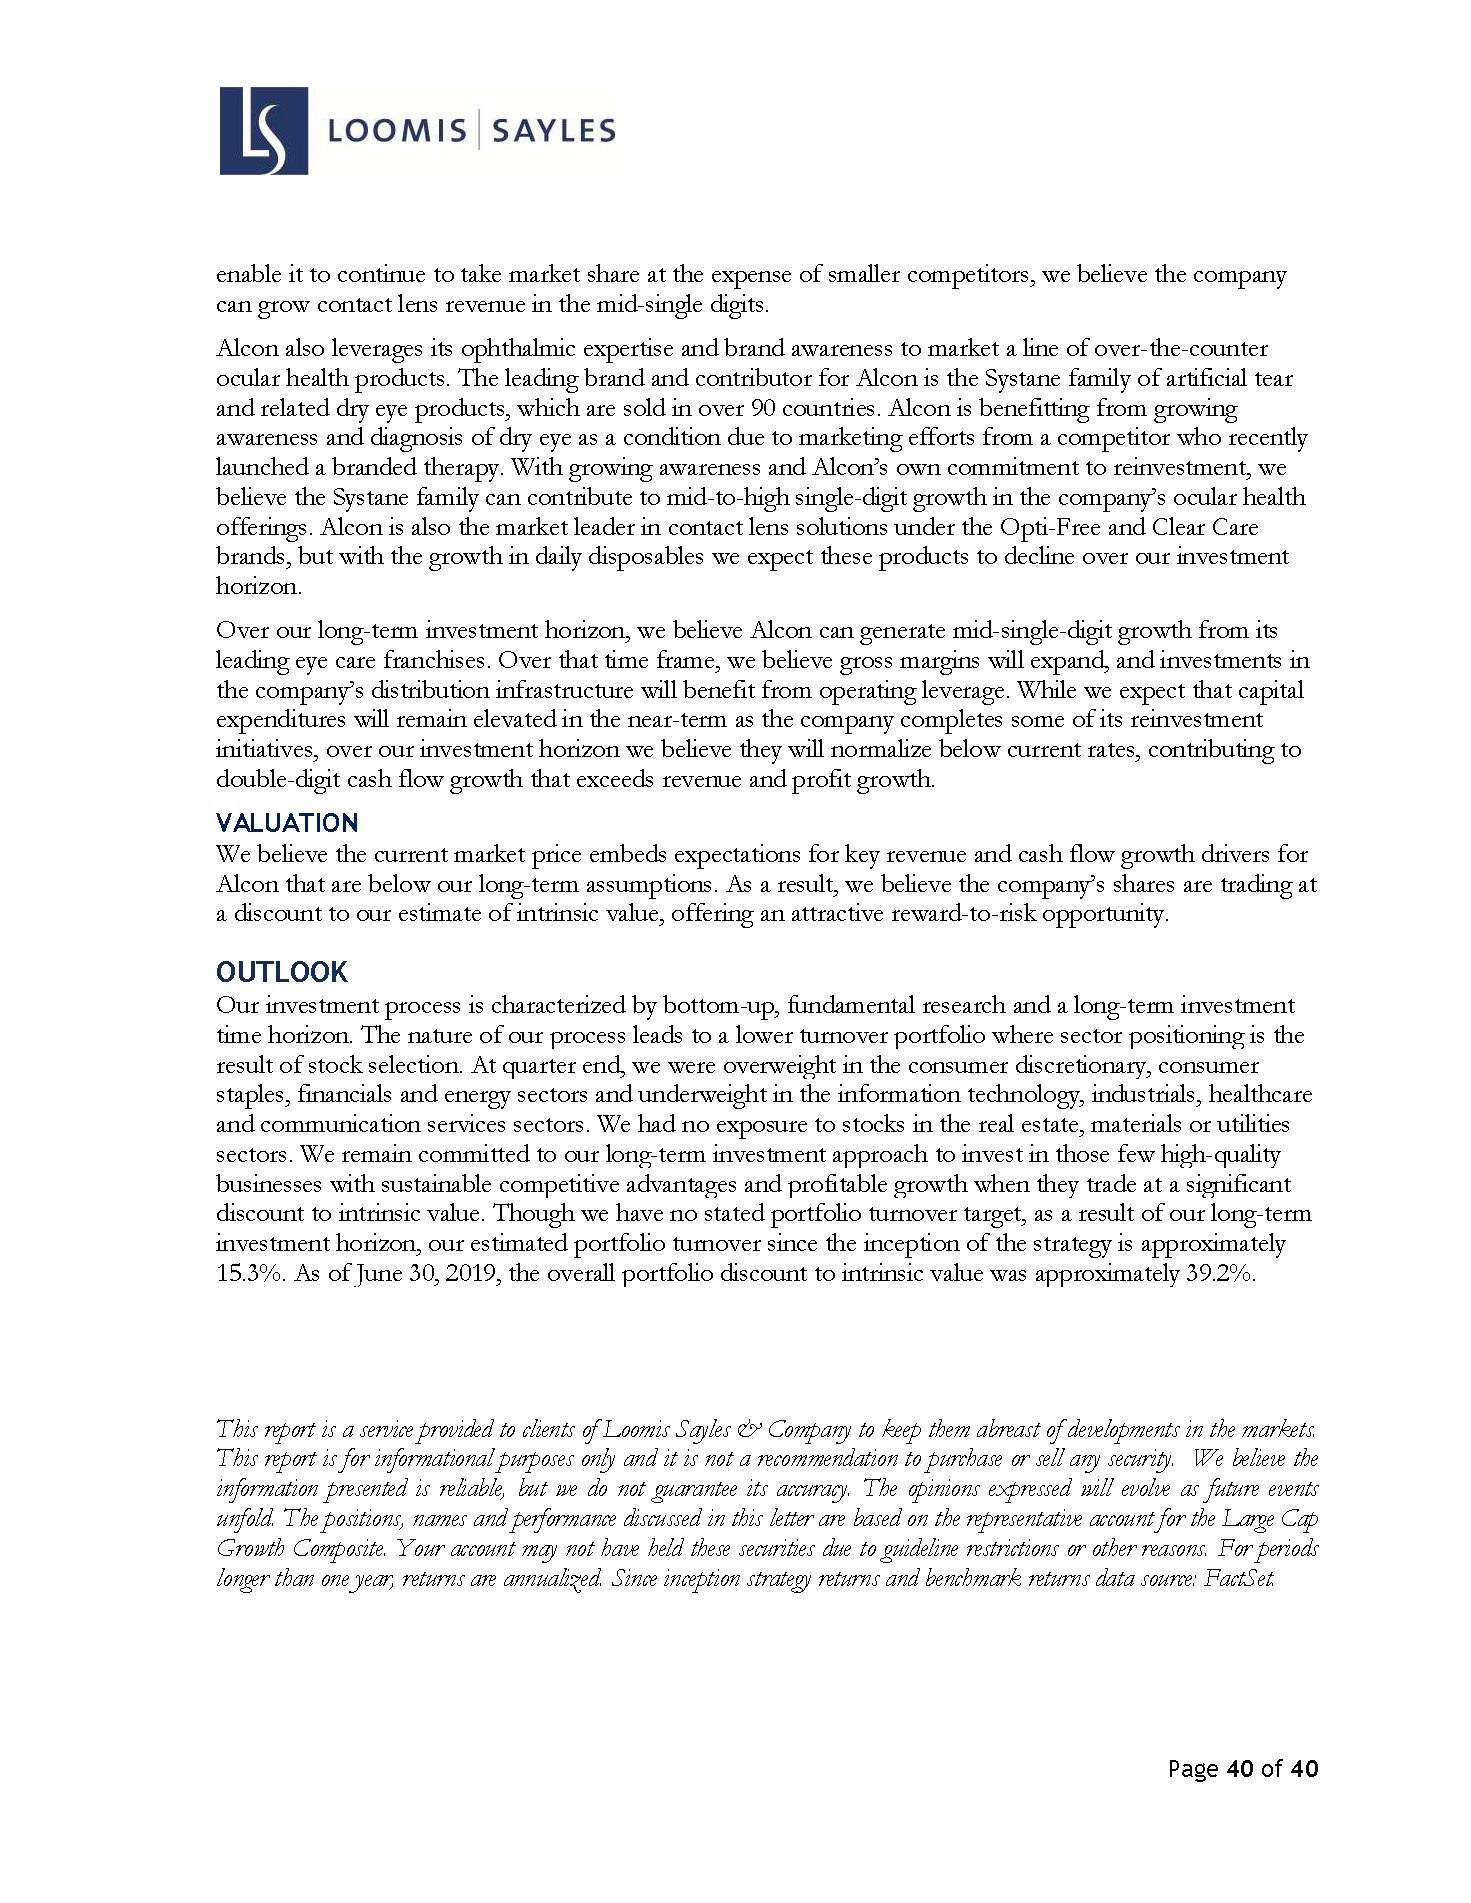 LS LOOMIS | SAYLES
enable it to continue to take market share at the expense of smaller competitors, we believe the company
can grow contact lens revenue in the mid-single digits.
Alcon also leverages its ophthalmic expertise and brand awareness to market a line of over-the-counter
ocular health products. The leading brand and contributor for Alcon is the Systane family of artificial tear
and related dry eye products, which are sold in over 90 countries. Alcon is benefitting from growing
awareness and diagnosis of dry eye as a condition due to marketing efforts from a competitor who recently
launched a branded therapy. With growing awareness and Alcon’s own commitment to reinvestment, we
believe the Systane family can contribute to mid-to-high single-digit growth in the company’s ocular health
offerings. Alcon is also the market leader in contact lens solutions under the Opti-Free and Clear Care
brands, but with the growth in daily disposables we expect these products to decline over our investment
horizon.
Over our long-term investment horizon, we believe Alcon can generate mid-single-digit growth from its
leading eye care franchises. Over that time frame, we believe gross margins will expand, and investments in
the company’s distribution infrastructure will benefit from operating leverage. While we expect that capital
expenditures will remain elevated in the near-term as the company completes some of its reinvestment
initiatives, over our investment horizon we believe they will normalize below current rates, contributing to
double-digit cash flow growth that exceeds revenue and profit growth.
VALUATION
We believe the current market price embeds expectations for key revenue and cash flow growth drivers for
Alcon that are below our long-term assumptions. As a result, we believe the company’s shares are trading at
a discount to our estimate of intrinsic value, offering an attractive reward-to-risk opportunity.
OUTLOOK
Our investment process is characterized by bottom-up, fundamental research and a long-term investment
time horizon. The nature of our process leads to a lower turnover portfolio where sector positioning is the
result of stock selection. At quarter end, we were overweight in the consumer discretionary, consumer
staples, financials and energy sectors and underweight in the information technology, industrials, healthcare
and communication services sectors. We had no exposure to stocks in the real estate, materials or utilities
sectors. We remain committed to our long-term investment approach to invest in those few high-quality
businesses with sustainable competitive advantages and profitable growth when they trade at a significant
discount to intrinsic value. Though we have no stated portfolio turnover target, as a result of our long-term
investment horizon, our estimated portfolio turnover since the inception of the strategy is approximately
15.3%. As of June 30, 2019, the overall portfolio discount to intrinsic value was approximately 39.2%.
This report is a service provided to clients of Loomis Sayles & Company to keep them abreast of developments in the markets.
This report is for informational purposes only and it is not a recommendation to purchase or sell any security. We believe the
information presented is reliable, but we do not guarantee its accuracy. The opinions expressed will evolve as future events
unfold. The positions, names and performance discussed in this letter are based on the representative account for the Large Cap
Growth Composite. Your account may not have held these securities due to guideline restrictions or other reasons. For periods
longer than one year, returns are annualized. Since inception strategy returns and benchmark returns data source: FactSet.
Page 40 of 40